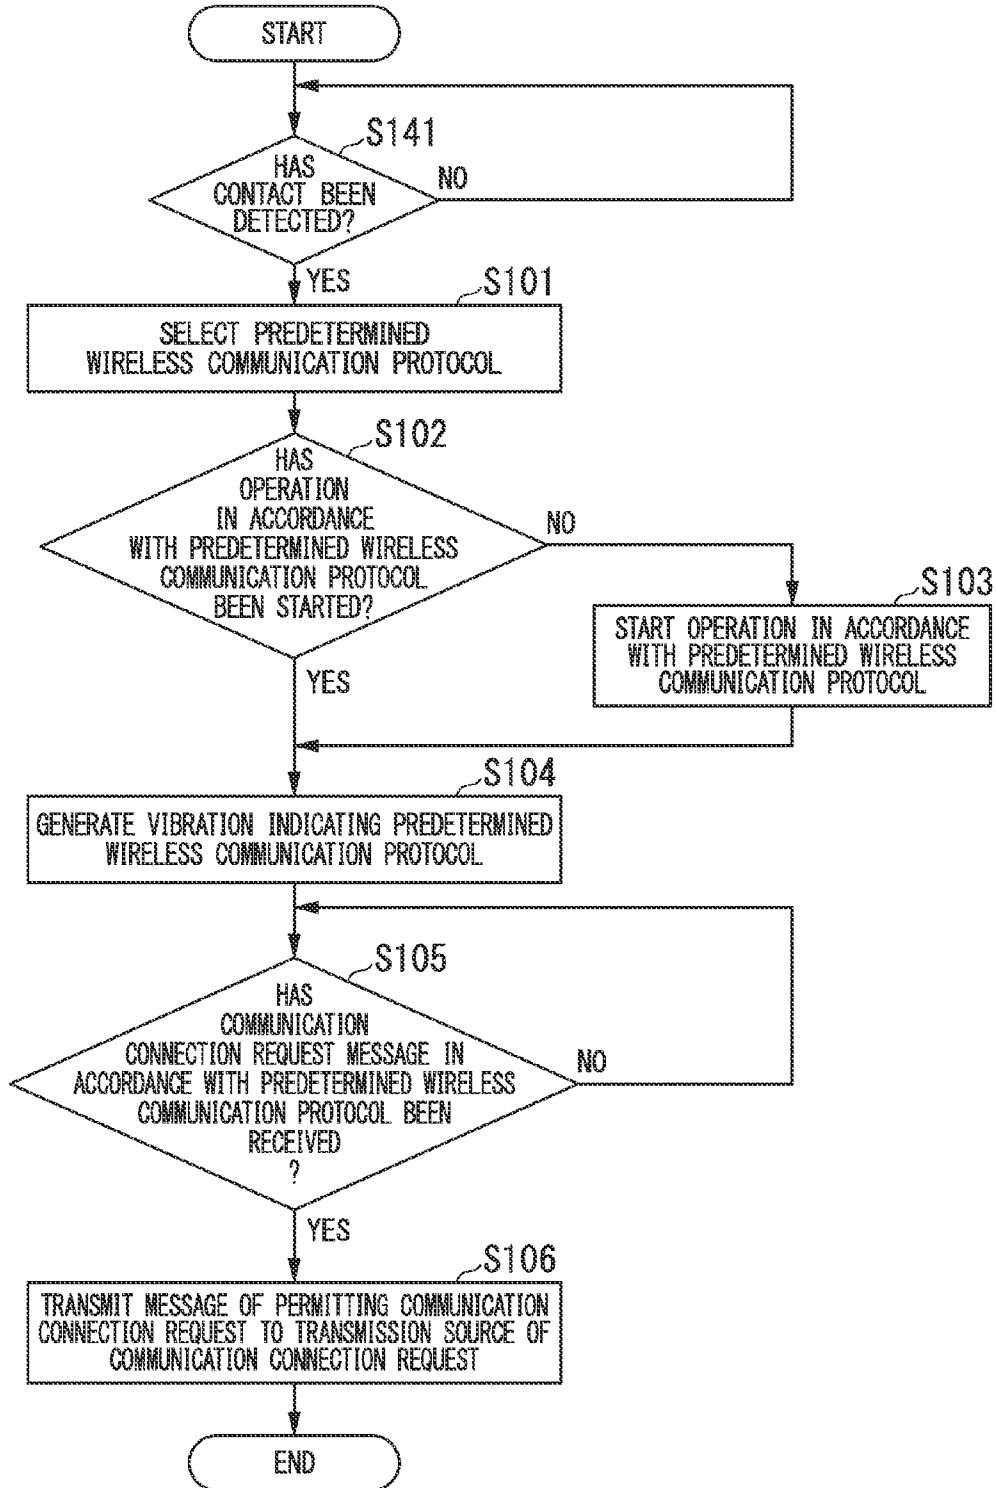 START
S141
HAS
CONTACT BEEN
DETECTED?
NO
YES
S101
SELECT PREDETERMINED
WIRELESS COMMUNICATION PROTOCOL
S102
HAS
OPERATION
IN ACCORDANCE
WITH PREDETERMINED WIRELESS
COMMUNICATION PROTOCOL
BEEN STARTED?
NO
YES
S103
START OPERATION IN ACCORDANCE
WITH PREDETERMINED WIRELESS
COMMUNICATION PROTOCOL
S104
GENERATE VIBRATION INDICATING PREDETERMINED
WIRELESS COMMUNICATION PROTOCOL
S105
HAS
COMMUNICATION
CONNECTION REQUEST MESSAGE IN
ACCORDANCE WITH PREDETERMINED WIRELESS
COMMUNICATION PROTOCOL BEEN
RECEIVED
?
NO
YES
S106
TRANSMIT MESSAGE OF PERMITTING COMMUNICATION
CONNECTION REQUEST TO TRANSMISSION SOURCE OF
COMMUNICATION CONNECTION REQUEST
END